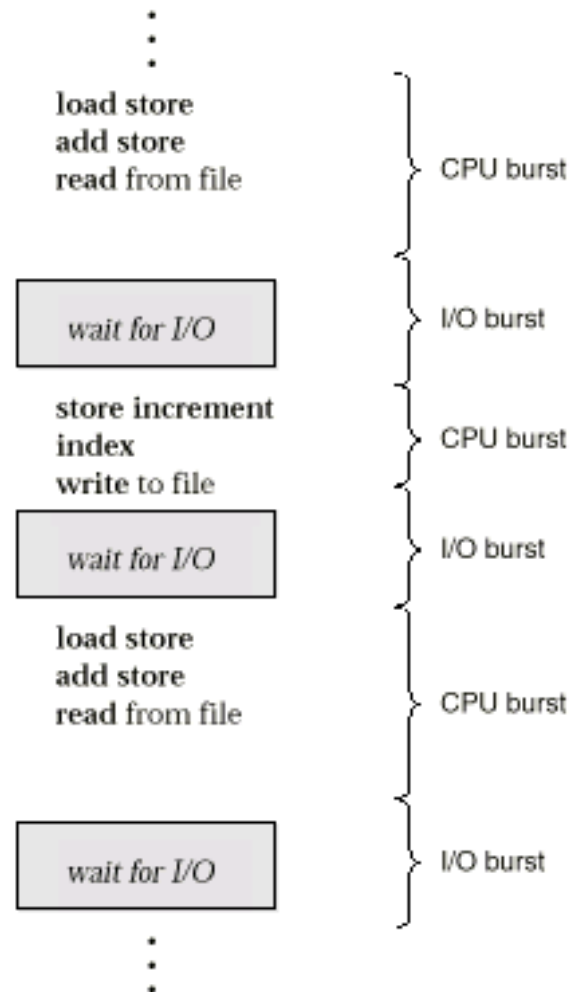 load store
add store
read from file
CPU burst
wait for I/O
I/O burst
store increment
index
write to file
CPU burst
wait for I/O
I/O burst
load store
add store
read from file
CPU burst
wait for I/O
I/O burst